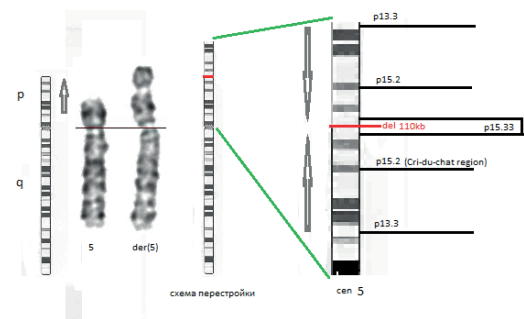 p13.3
p
p15.2
del 110kb
p15.33
p15.2 (Cri-du-chat region)
q
p13.3
5
der(5)
схема перестройки
cen 5